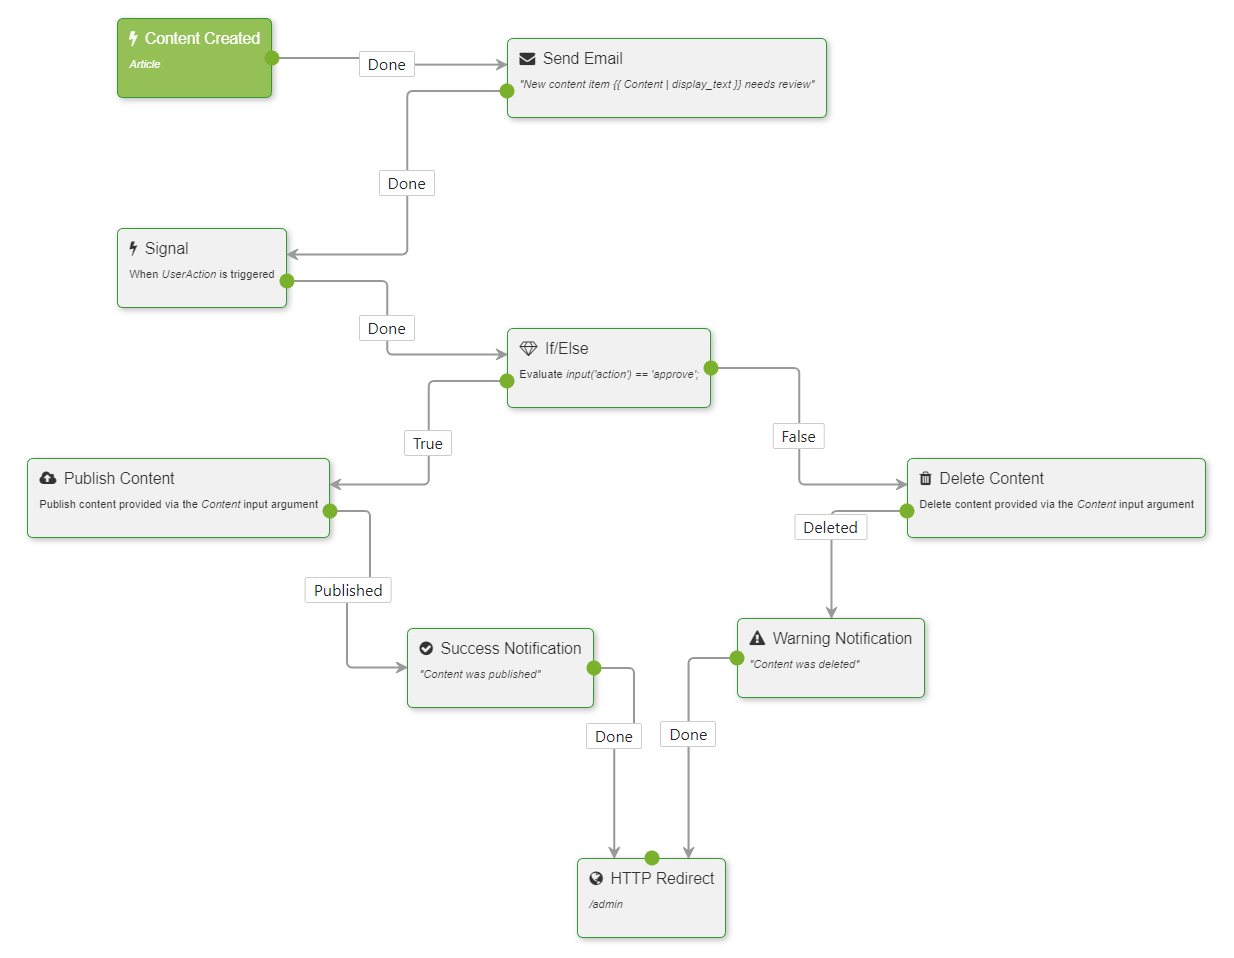 Content Created
Article
Done
Send Email
"New content item {{ Content | display_text }} needs review"
Done
Signal
When UserAction is triggered
Done
If/Else
Evaluate input('action') == 'approve';
True
False
Publish Content
Publish content provided via the Content input argument
Delete Content
Delete content provided via the Content input argument
Deleted
Published
Success Notification
"Content was published"
Warning Notification
"Content was deleted"
Done
Done
HTTP Redirect
/admin